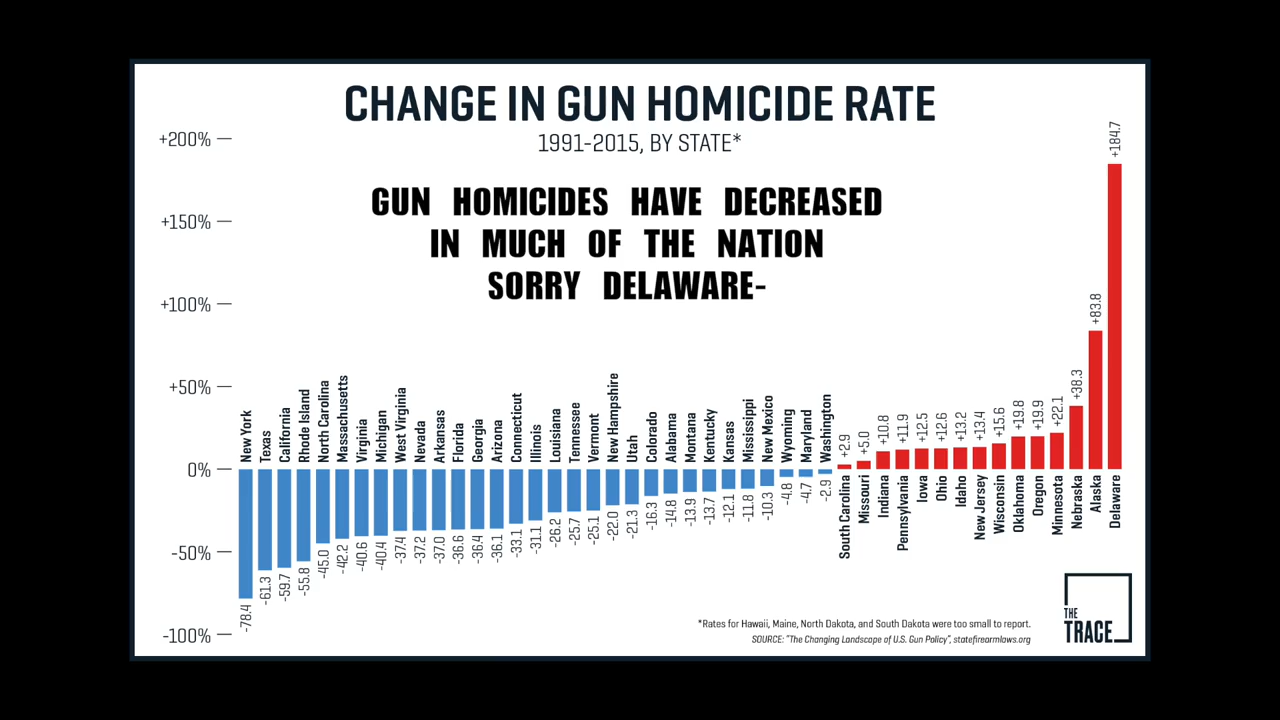 CHANGE IN GUN HOMICIDE RATE
1991-2015, BY STATE*
GUN HOMICIDES HAVE DECREASED
IN MUCH OF THE NATION
SORRY DELAWARE-
+200%
+150%
+100%
+50%
0%
-50%
-100%
New York
-78.4
Texas
-61.3
California
-59.7
Rhode Island
-55.8
North Carolina
-45.0
Massachusetts
-42.2
Virginia
-40.6
Michigan
-40.4
West Virginia
-37.4
Nevada
-37.2
Arkansas
-37.0
Florida
-36.6
Georgia
-36.4
Arizona
-36.1
Connecticut
-33.1
Illinois
-31.1
Louisiana
-26.2
Tennessee
-25.7
Vermont
-25.1
New Hampshire
-22.0
Utah
-21.3
Colorado
-16.3
Alabama
-14.8
Montana
-13.9
Kentucky
-13.7
Kansas
-12.1
Mississippi
-11.8
New Mexico
-10.3
Wyoming
-4.8
Maryland
-4.7
Washington
-2.9
+2.9
South Carolina
+5.0
Missouri
+10.8
Indiana
+11.9
Pennsylvania
+12.5
Iowa
+12.6
Ohio
+13.2
Idaho
+13.4
New Jersey
+15.6
Wisconsin
+19.8
Oklahoma
+19.9
Oregon
+22.1
Minnesota
+38.3
Nebraska
+83.8
Alaska
+184.7
Delaware
*Rates for Hawaii, Maine, North Dakota, and South Dakota were too small to report.
SOURCE: "The Changing Landscape of U.S. Gun Policy", statefirearmlaws.org
THE
TRACE